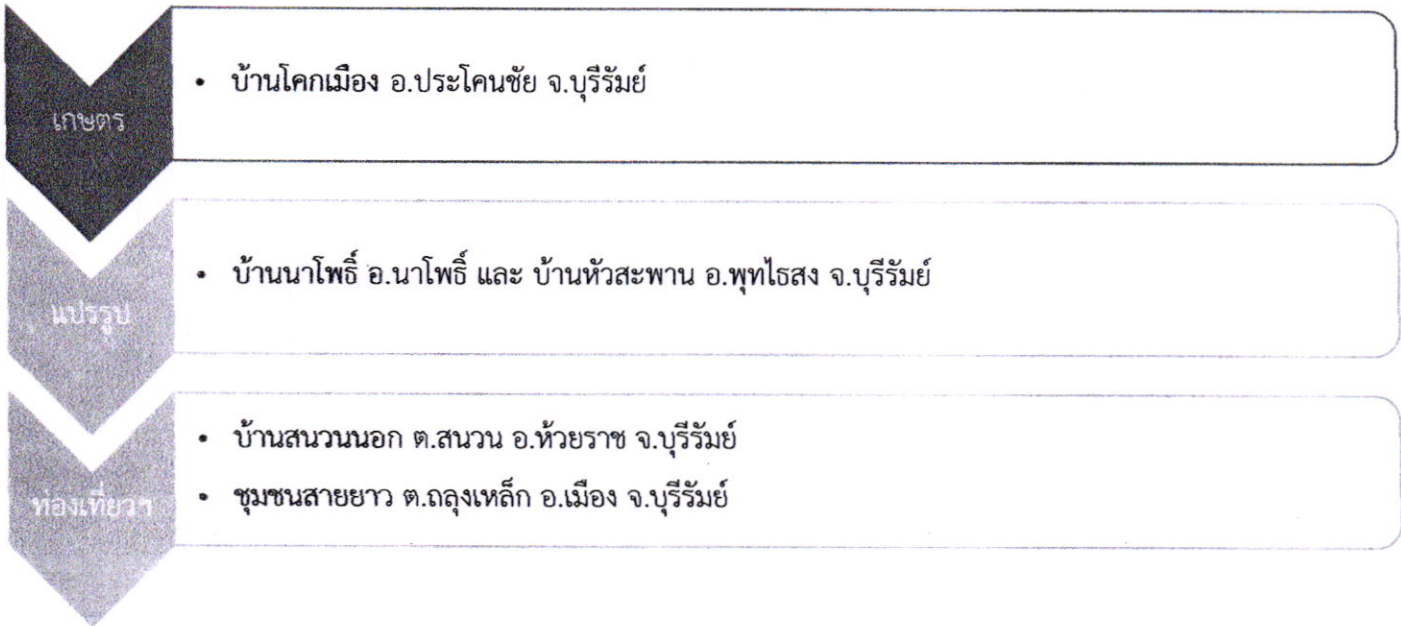 เกษตร
• บ้านโคกเมือง อ.ประโคนชัย จ.บุรีรัมย์
แปรรูป
• บ้านนาโพธิ์ อ.นาโพธิ์ และ บ้านหัวสะพาน อ.พุทไธสง จ.บุรีรัมย์
ท่องเที่ยวฯ
• บ้านสนวนนอก ต.สนวน อ.ห้วยราช จ.บุรีรัมย์
• ชุมชนสายยาว ต.ถลุงเหล็ก อ.เมือง จ.บุรีรัมย์